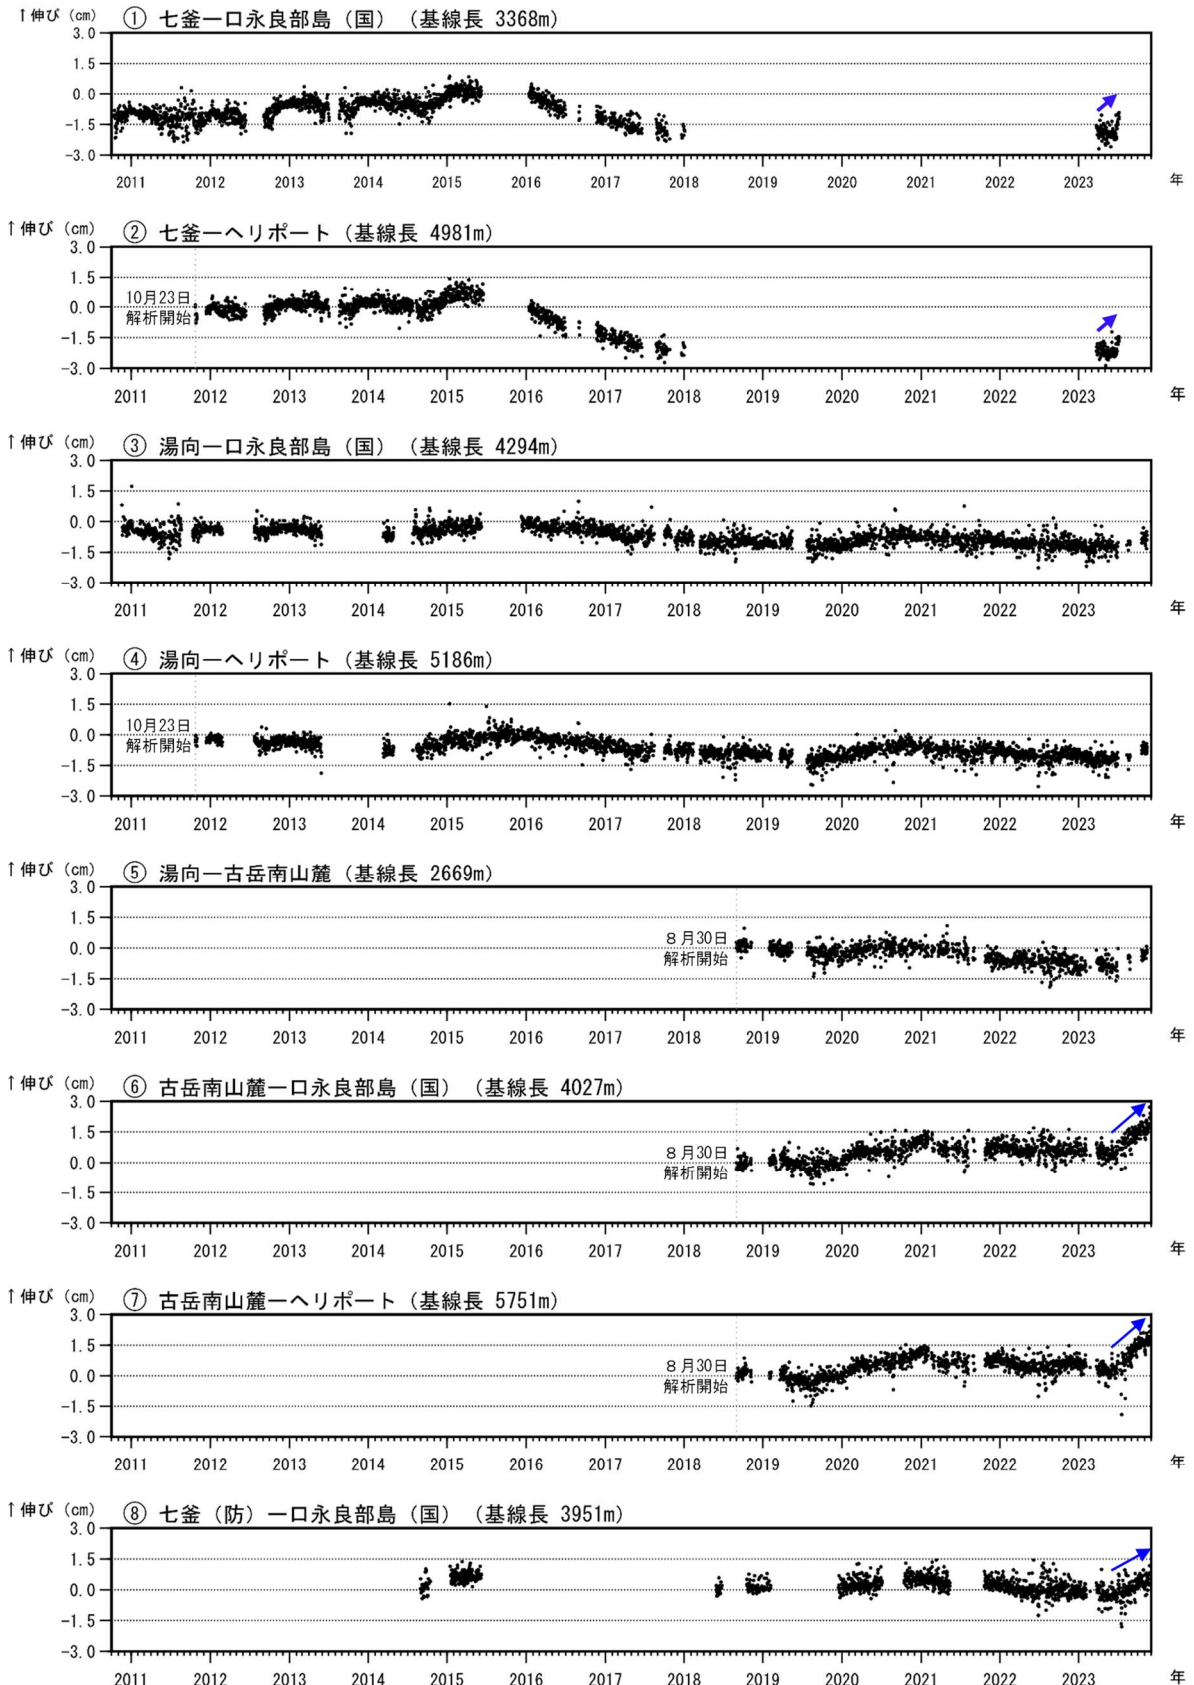 ↑伸び (cm) ① 七釜ー口永良部島（国）（基線長 3368m）
3.0
1.5
0.0
-1.5
-3.0
2011 2012 2013 2014 2015 2016 2017 2018 2019 2020 2021 2022 2023 年
↑伸び (cm) ② 七釜ーヘリポート（基線長 4981m）
3.0
1.5
10月23日
0.0
解析開始
-1.5
-3.0
2011 2012 2013 2014 2015 2016 2017 2018 2019 2020 2021 2022 2023 年
↑伸び (cm) ③ 湯向ー口永良部島（国）（基線長 4294m）
3.0
1.5
0.0
-1.5
-3.0
2011 2012 2013 2014 2015 2016 2017 2018 2019 2020 2021 2022 2023 年
↑伸び (cm) ④ 湯向ーヘリポート（基線長 5186m）
3.0
1.5
10月23日
0.0
解析開始
-1.5
-3.0
2011 2012 2013 2014 2015 2016 2017 2018 2019 2020 2021 2022 2023 年
↑伸び (cm) ⑤ 湯向ー古岳南山麓（基線長 2669m）
3.0
1.5
8月30日
0.0
解析開始
-1.5
-3.0
2011 2012 2013 2014 2015 2016 2017 2018 2019 2020 2021 2022 2023 年
↑伸び (cm) ⑥ 古岳南山麓ー口永良部島（国）（基線長 4027m）
3.0
1.5
8月30日
0.0
解析開始
-1.5
-3.0
2011 2012 2013 2014 2015 2016 2017 2018 2019 2020 2021 2022 2023 年
↑伸び (cm) ⑦ 古岳南山麓ーヘリポート（基線長 5751m）
3.0
1.5
8月30日
0.0
解析開始
-1.5
-3.0
2011 2012 2013 2014 2015 2016 2017 2018 2019 2020 2021 2022 2023 年
↑伸び (cm) ⑧ 七釜（防）ー口永良部島（国）（基線長 3951m）
3.0
1.5
0.0
-1.5
-3.0
2011 2012 2013 2014 2015 2016 2017 2018 2019 2020 2021 2022 2023 年